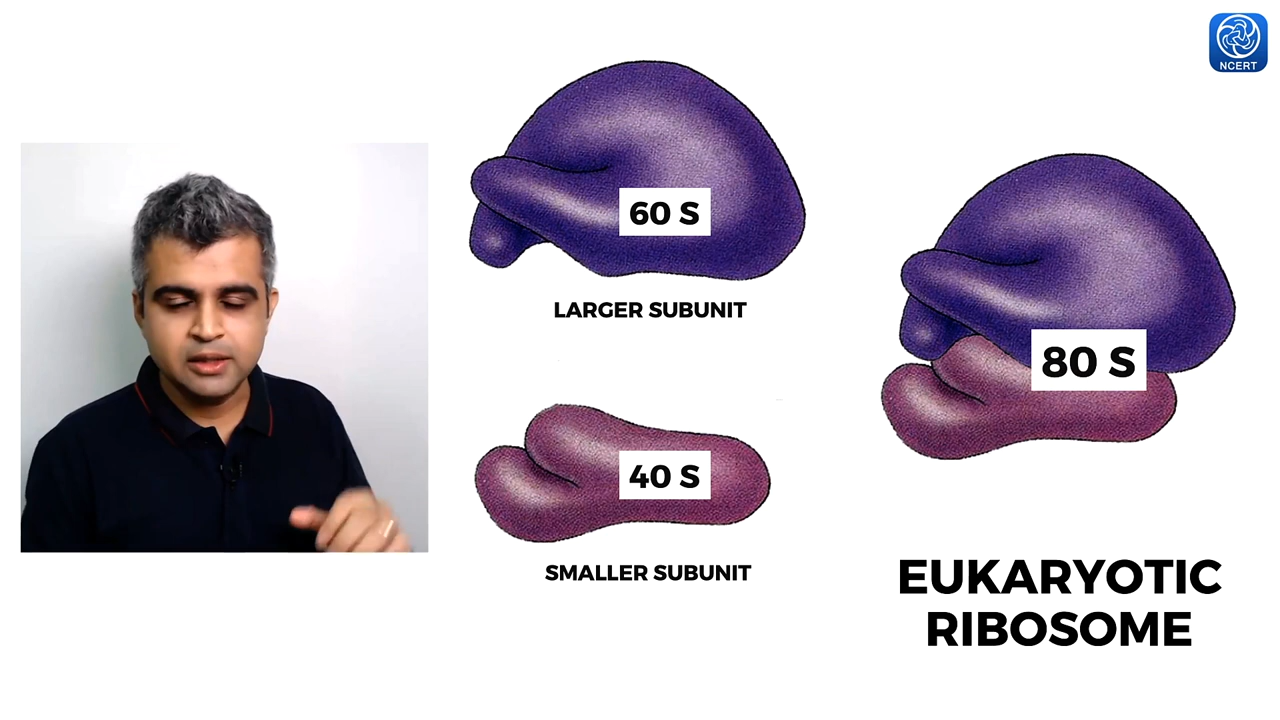 NCERT
60 S
LARGER SUBUNIT
40 S
SMALLER SUBUNIT
80 S
EUKARYOTIC
RIBOSOME